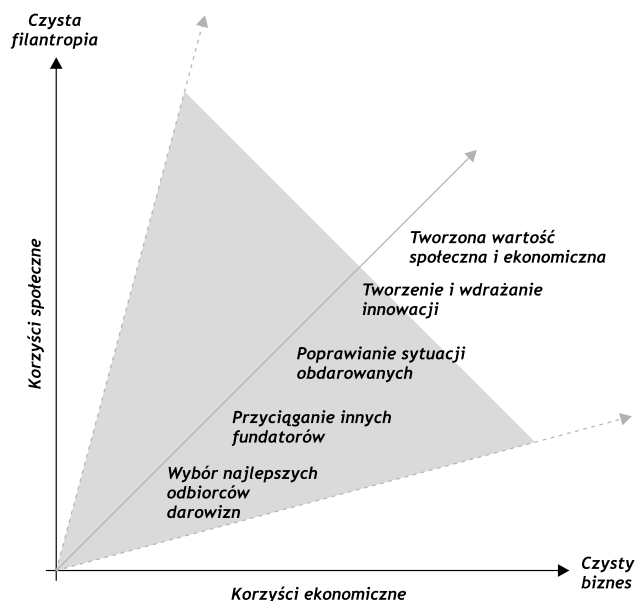 Czysta
filantropia
Korzyści społeczne
Tworzona wartość
społeczna i ekonomiczna
Tworzenie i wdrażanie
innowacji
Poprawianie sytuacji
obdarowanych
Przyciąganie innych
fundatorów
Wybór najlepszych
odbiorców
darowizn
Czysty
biznes
Korzyści ekonomiczne